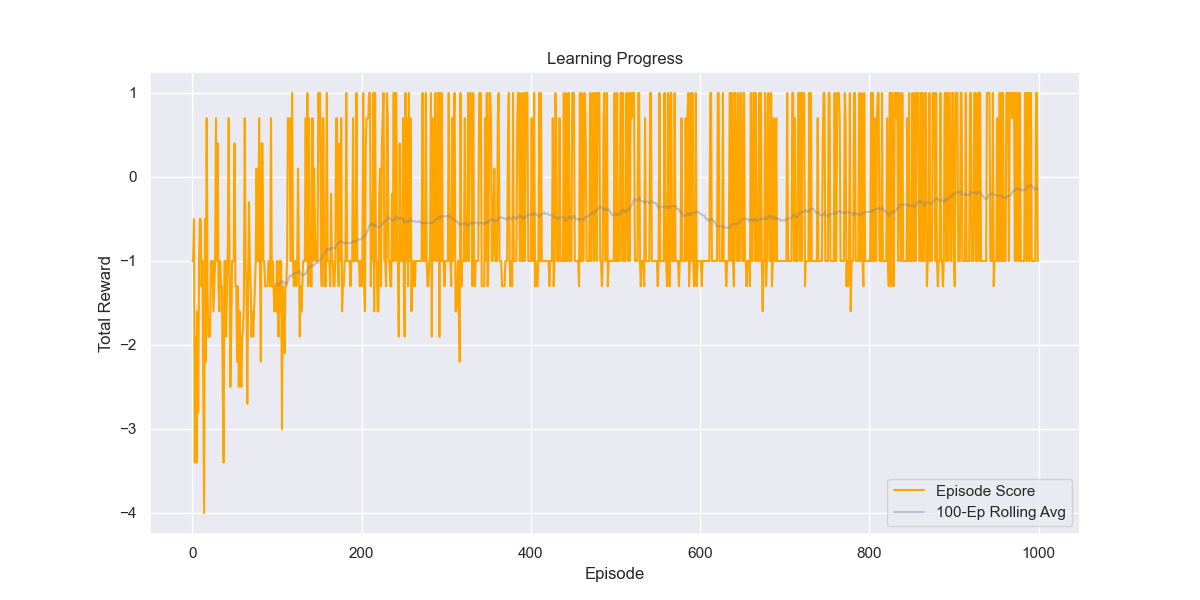 Learning Progress
Total Reward
1
0
−1
−2
−3
−4
0 200 400 600 800 1000
Episode
Episode Score
100-Ep Rolling Avg